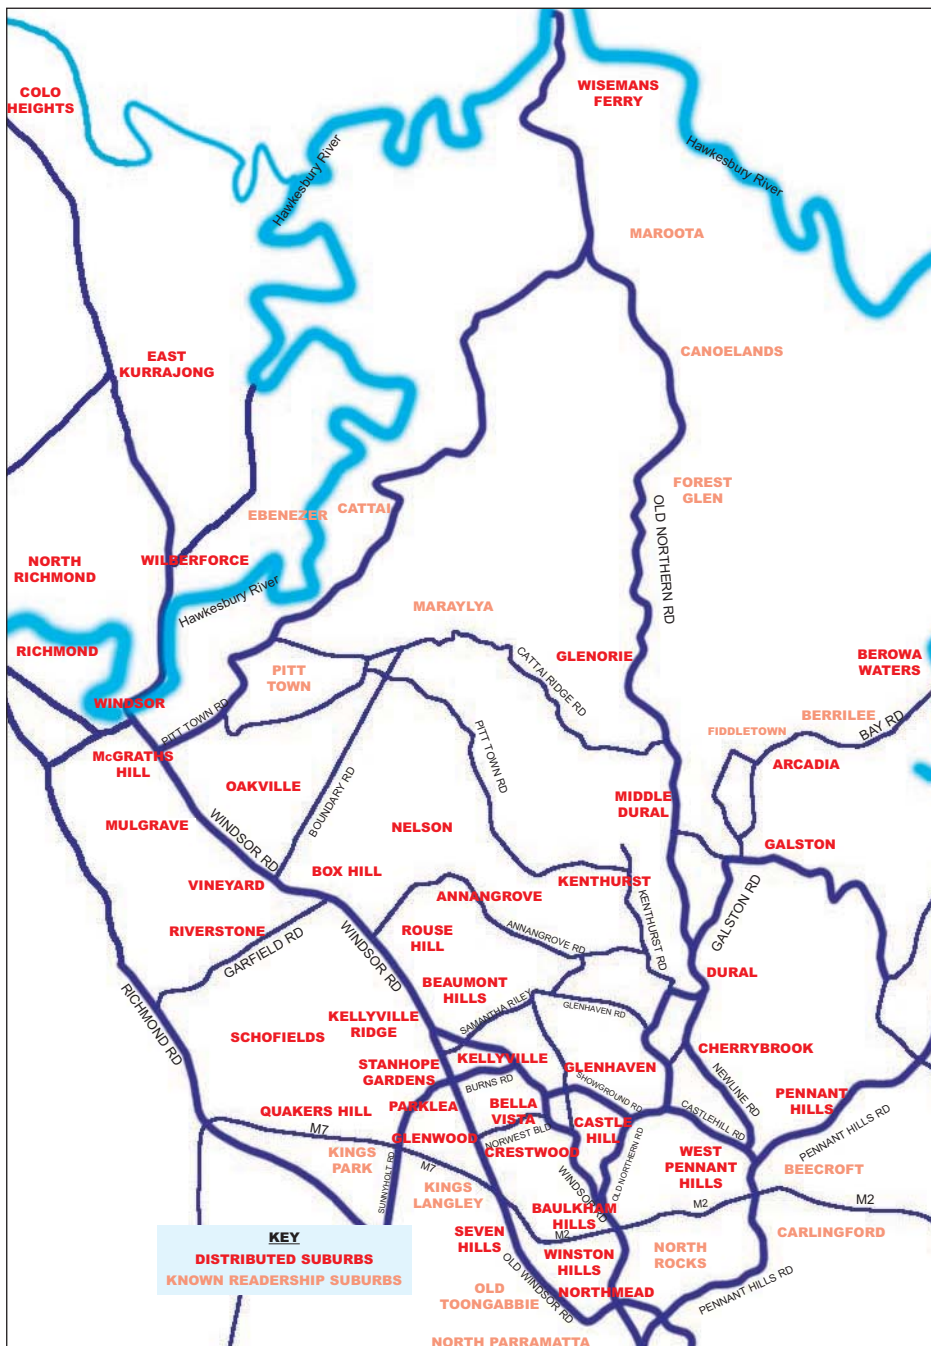 COLO
HEIGHTS
WISEMANS
FERRY
Hawkesbury River
Hawkesbury River
MAROOTA
CANOELANDS
EAST
KURRAJONG
FOREST
GLEN
EBENEZER
CATTAI
OLD NORTHERN RD
NORTH
RICHMOND
WILBERFORCE
Hawkesbury River
MARAYLYA
RICHMOND
GLENORIE
BEROWA
WATERS
PITT
TOWN
CATTAI RIDGE RD
WINDSOR
PITT TOWN RD
BERRILEE
FIDDLETOWN
BAY RD
McGRATHS
HILL
ARCADIA
OAKVILLE
BOUNDARY RD
PITT TOWN RD
MIDDLE
DURAL
MULGRAVE
WINDSOR RD
NELSON
GALSTON
BOX HILL
VINEYARD
KENTHURST
ANNANGROVE
GALSTON RD
RIVERSTONE
GARFIELD RD
WINDSOR RD
ROUSE
HILL
ANNANGROVE RD
KENTHURST RD
DURAL
BEAUMONT
HILLS
RICHMOND RD
SAMANTHA RILEY
GLENHAVEN RD
KELLYVILLE
RIDGE
SCHOFIELDS
CHERRYBROOK
STANHOPE
GARDENS
KELLYVILLE
GLENHAVEN
BURNS RD
SHOWGROUND RD
NEWLINE RD
PENNANT
HILLS
QUAKERS HILL
PARKLEA
BELLA
VISTA
CASTLE
HILL
CASTLEHILL RD
PENNANT HILLS RD
M7
GLENWOOD
NORWEST BLD
CRESTWOOD
KINGS
PARK
SUNNYHOLT RD
M7
WINDSOR RD
OLD NORTHERN RD
WEST
PENNANT
HILLS
BEECROFT
KINGS
LANGLEY
BAULKHAM
HILLS
M2
M2
M2
CARLINGFORD
SEVEN
HILLS
WINSTON
HILLS
NORTH
ROCKS
KEY
DISTRIBUTED SUBURBS
KNOWN READERSHIP SUBURBS
OLD WINDSOR RD
OLD
TOONGABBIE
NORTHMEAD
PENNANT HILLS RD
NORTH PARRAMATTA